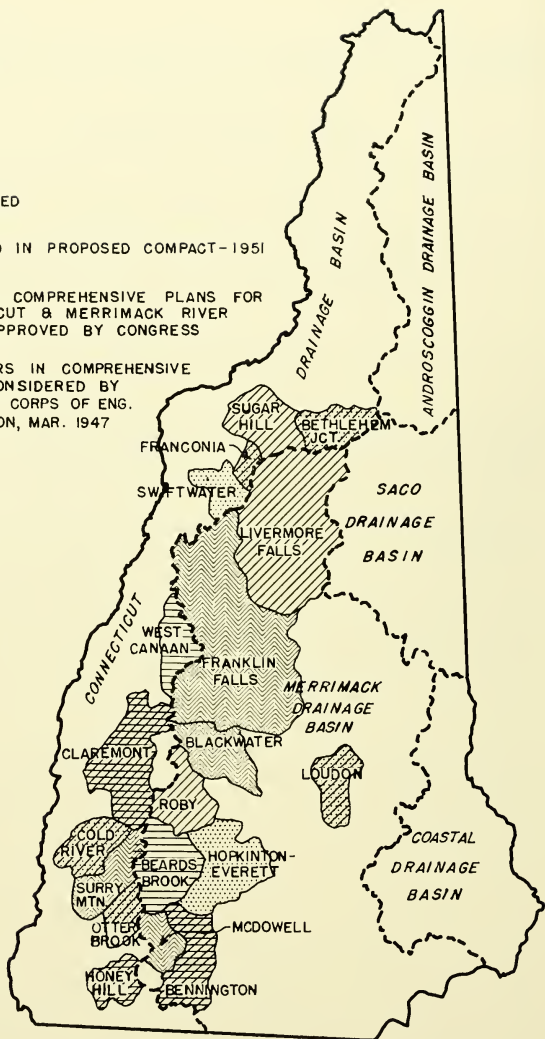 ED
D IN PROPOSED COMPACT-1951
COMPREHENSIVE PLANS FOR
CUT & MERRIMACK RIVER
PPROVED BY CONGRESS
RS IN COMPREHENSIVE
ONSIDERED BY
CORPS OF ENG.
ON, MAR. 1947
DRAINAGE BASIN
ANDROSCOGGIN DRAINAGE BASIN
SUGAR
HILL
BETHLEHEM
JCT.
FRANCONIA
SWIFTWATER
SACO
DRAINAGE
BASIN
LIVERMORE
FALLS
CONNECTICUT
WEST
CANAAN
FRANKLIN
FALLS
MERRIMACK
DRAINAGE
BASIN
BLACKWATER
CLAREMONT
LOUDON
ROBY
COLD
RIVER
BEARDS
BROOK
HOPKINTON-
EVERETT
COASTAL
DRAINAGE
BASIN
SURRY
MTN.
OTTER
BROOK
MCDOWELL
HONEY
HILL
BENNINGTON